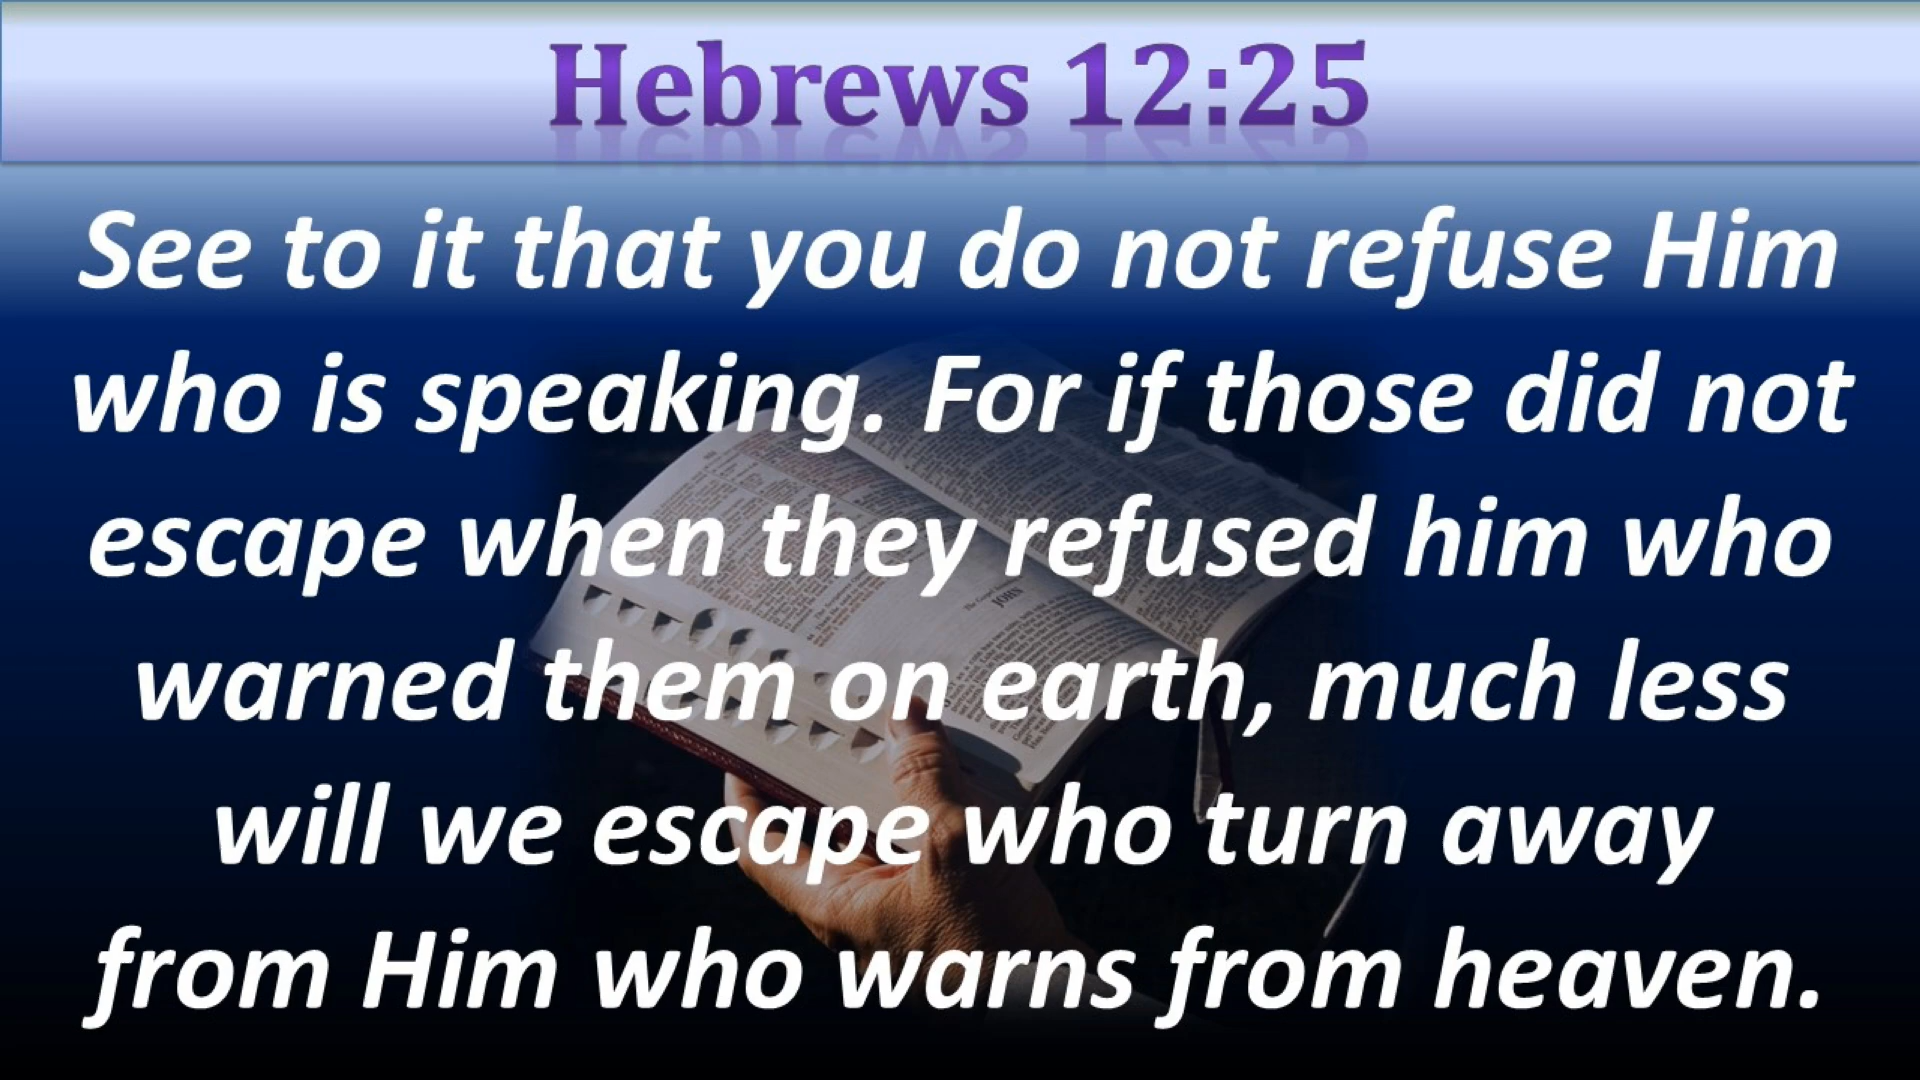 Hebrews 12:25
See to it that you do not refuse Him
who is speaking. For if those did not
escape when they refused him who
warned them on earth, much less
will we escape who turn away
from Him who warns from heaven.
JOHN